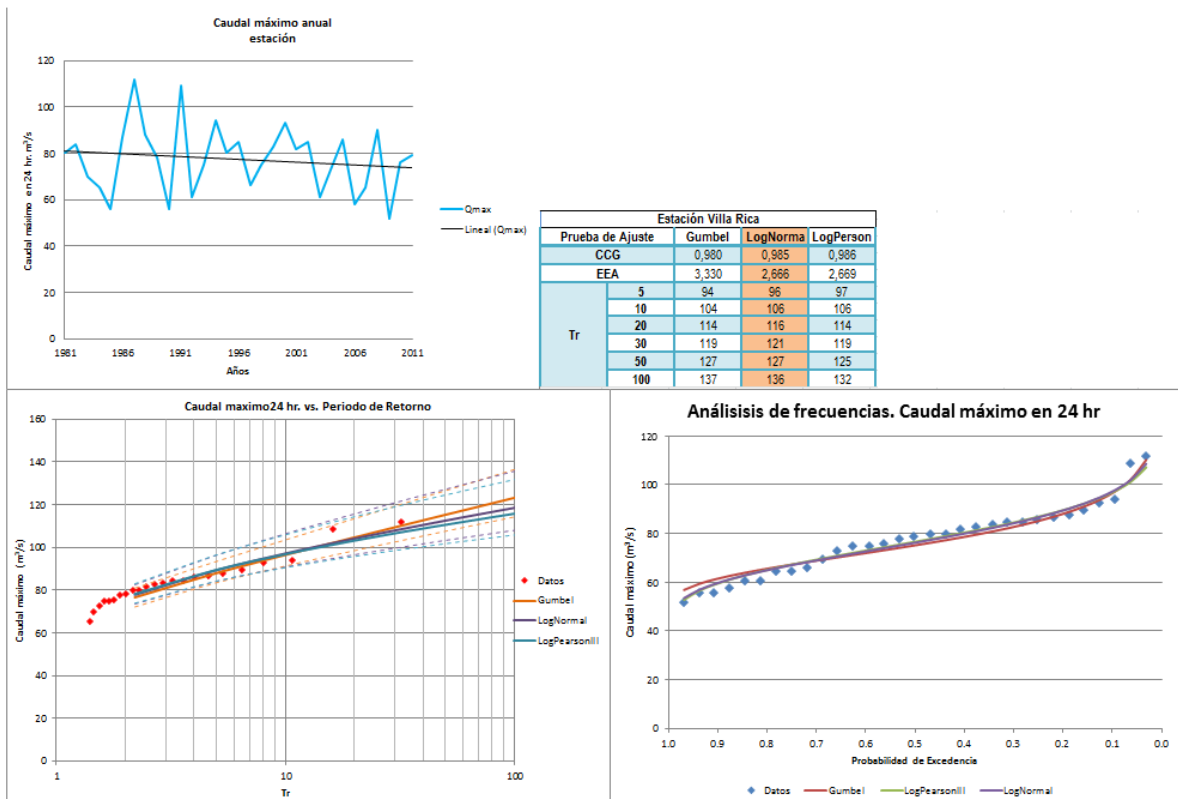 Caudal máximo anual
estación
Caudal máximo en 24 hr. m³/s
120
100
80
60
40
20
0
1981 1986 1991 1996 2001 2006 2011
Años
Qmax
Lineal (Qmax)
Estación Villa Rica
Prueba de Ajuste Gumbel LogNorma LogPerson
CCG 0,980 0,985 0,986
EEA 3,330 2,666 2,669
Tr
5 94 96 97
10 104 106 106
20 114 116 114
30 119 121 119
50 127 127 125
100 137 136 132
Caudal maximo24 hr. vs. Periodo de Retorno
Caudal máximo (m³/s)
160
140
120
100
80
60
40
20
0
1 10 100
Tr
Datos
Gumbel
LogNormal
LogPearsonIII
Análisisis de frecuencias. Caudal máximo en 24 hr
Caudal máximo (m³/s)
120
100
80
60
40
20
0
1.0 0.9 0.8 0.7 0.6 0.5 0.4 0.3 0.2 0.1 0.0
Probabilidad de Excedencia
Datos Gumbel LogPearsonIII LogNormal